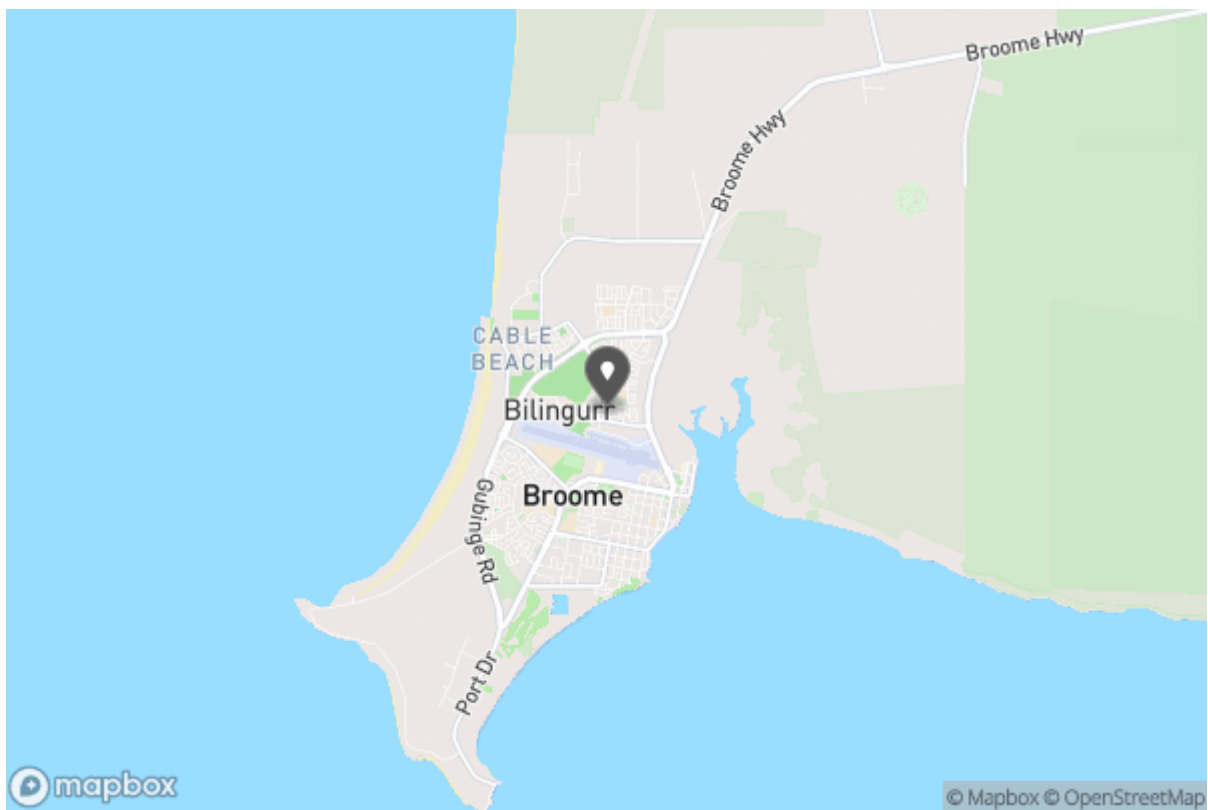 Broome Hwy
Broome Hwy
CABLE
BEACH
Bilingurr
Broome
Gubinge Rd
Port Dr
mapbox
© Mapbox © OpenStreetMap